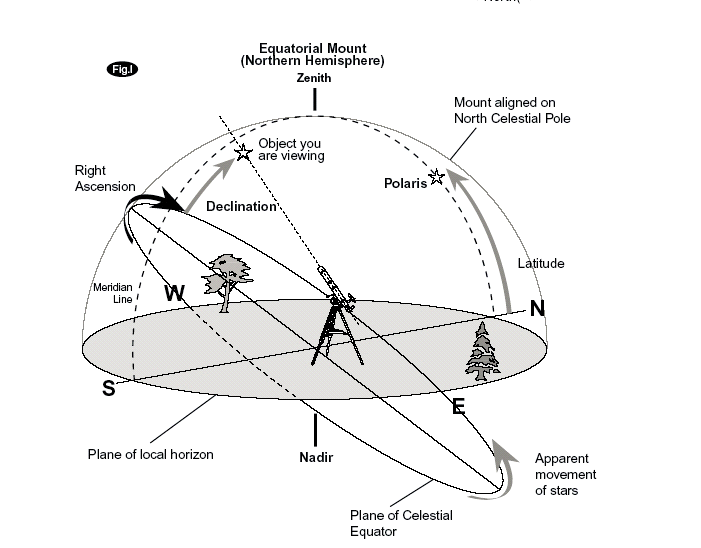 Equatorial Mount
(Northern Hemisphere)
Fig.I
Zenith
Mount aligned on
North Celestial Pole
Object you
are viewing
Right
Ascension
Polaris
Declination
Latitude
Meridian
Line
W
N
S
E
Plane of local horizon
Nadir
Apparent
movement
of stars
Plane of Celestial
Equator